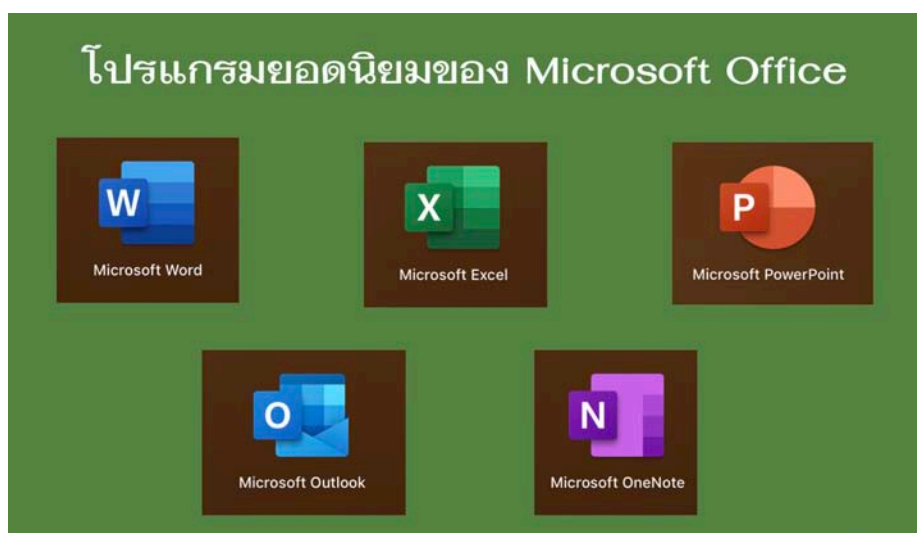 โปรแกรมยอดนิยมของ Microsoft Office
W
Microsoft Word
X
Microsoft Excel
P
Microsoft PowerPoint
O
Microsoft Outlook
N
Microsoft OneNote